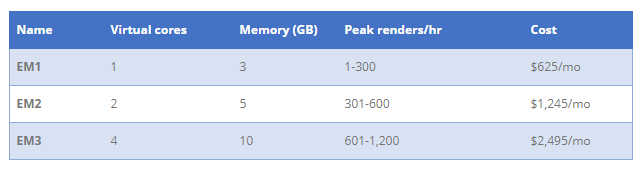 Name Virtual cores Memory (GB) Peak renders/hr Cost
EM1 1 3 1-300 $625/mo
EM2 2 5 301-600 $1,245/mo
EM3 4 10 601-1,200 $2,495/mo